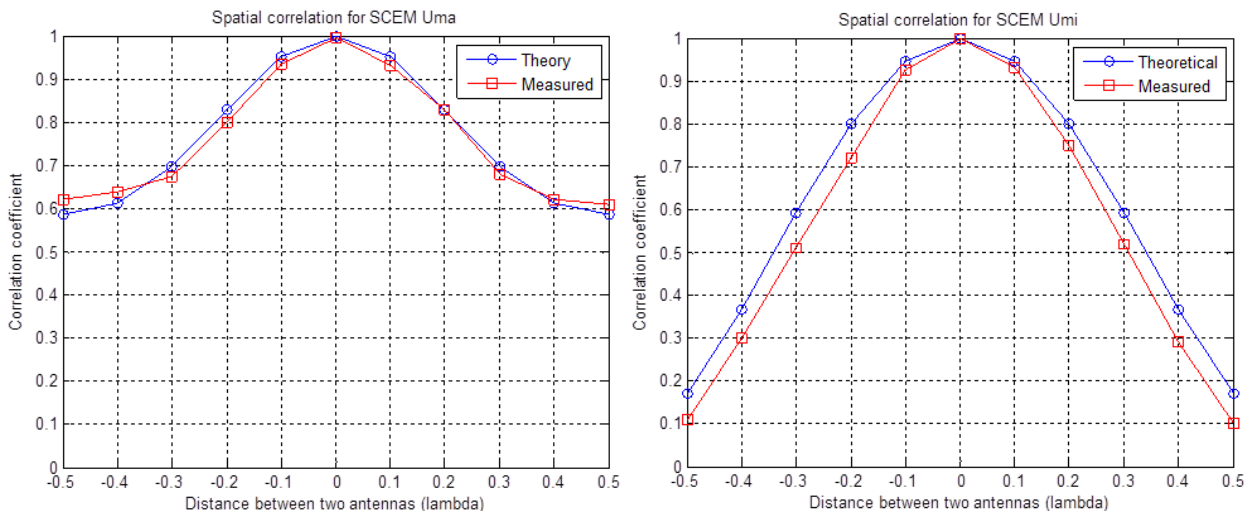 Spatial correlation for SCEM Uma
Correlation coefficient
1
0.9
0.8
0.7
0.6
0.5
0.4
0.3
0.2
0.1
0
Theory
Measured
-0.5 -0.4 -0.3 -0.2 -0.1 0 0.1 0.2 0.3 0.4 0.5
Distance between two antennas (lambda)
Spatial correlation for SCEM Umi
Correlation coefficient
1
0.9
0.8
0.7
0.6
0.5
0.4
0.3
0.2
0.1
0
Theoretical
Measured
-0.5 -0.4 -0.3 -0.2 -0.1 0 0.1 0.2 0.3 0.4 0.5
Distance between two antennas (lambda)